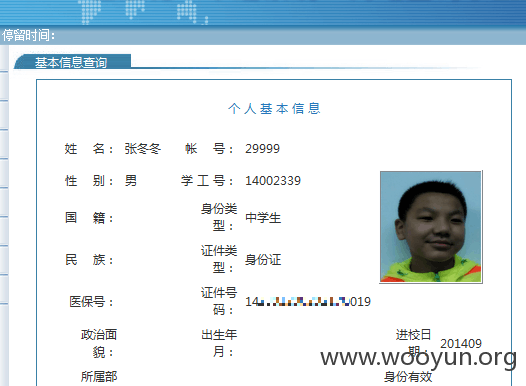 停留时间：
基本信息查询
个人基本信息
姓 名： 张冬冬 帐 号： 29999
性 别： 男 学工号： 14002339
国 籍： 身份类型： 中学生
民 族： 证件类型： 身份证
医保号： 证件号码： 14 019
政治面貌： 出生年月： 进校日期： 201409
所属部 身份有效
www.wooyun.org